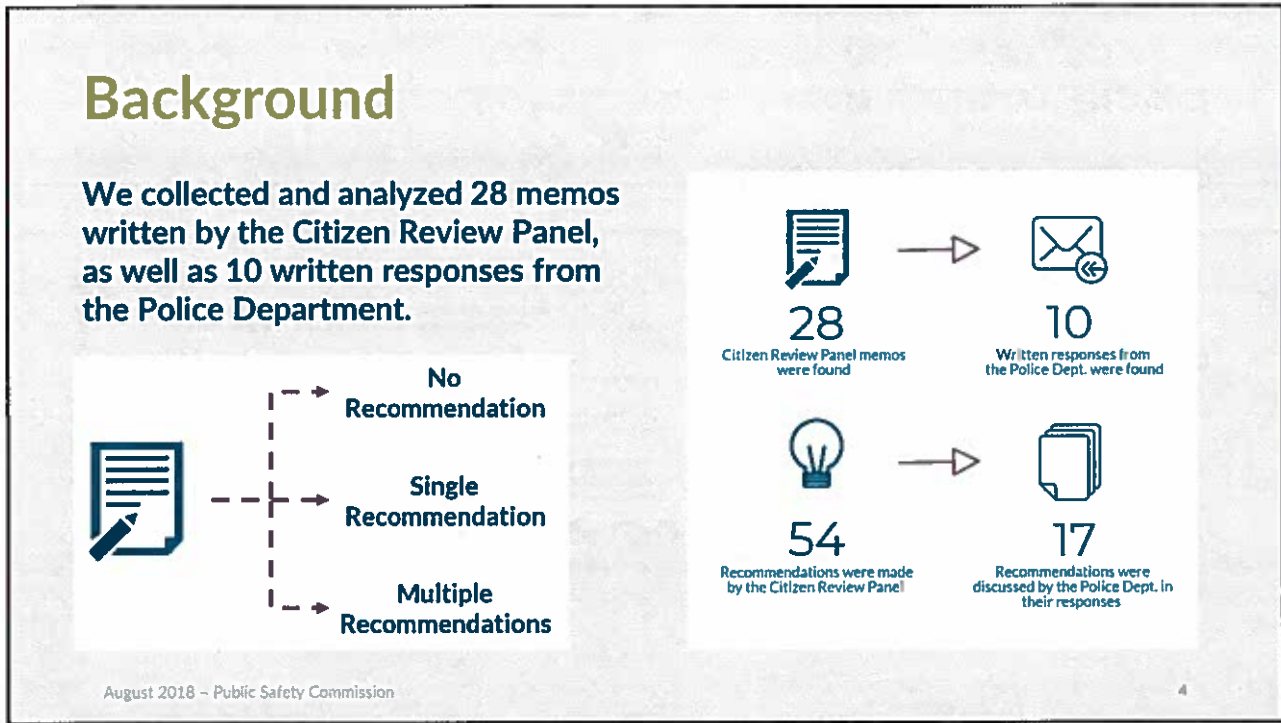 Background
We collected and analyzed 28 memos
written by the Citizen Review Panel,
as well as 10 written responses from
the Police Department.
No
Recommendation
Single
Recommendation
Multiple
Recommendations
28
Citizen Review Panel memos
were found
10
Written responses from
the Police Dept. were found
54
Recommendations were made
by the Citizen Review Panel
17
Recommendations were
discussed by the Police Dept. in
their responses
August 2018 – Public Safety Commission
4